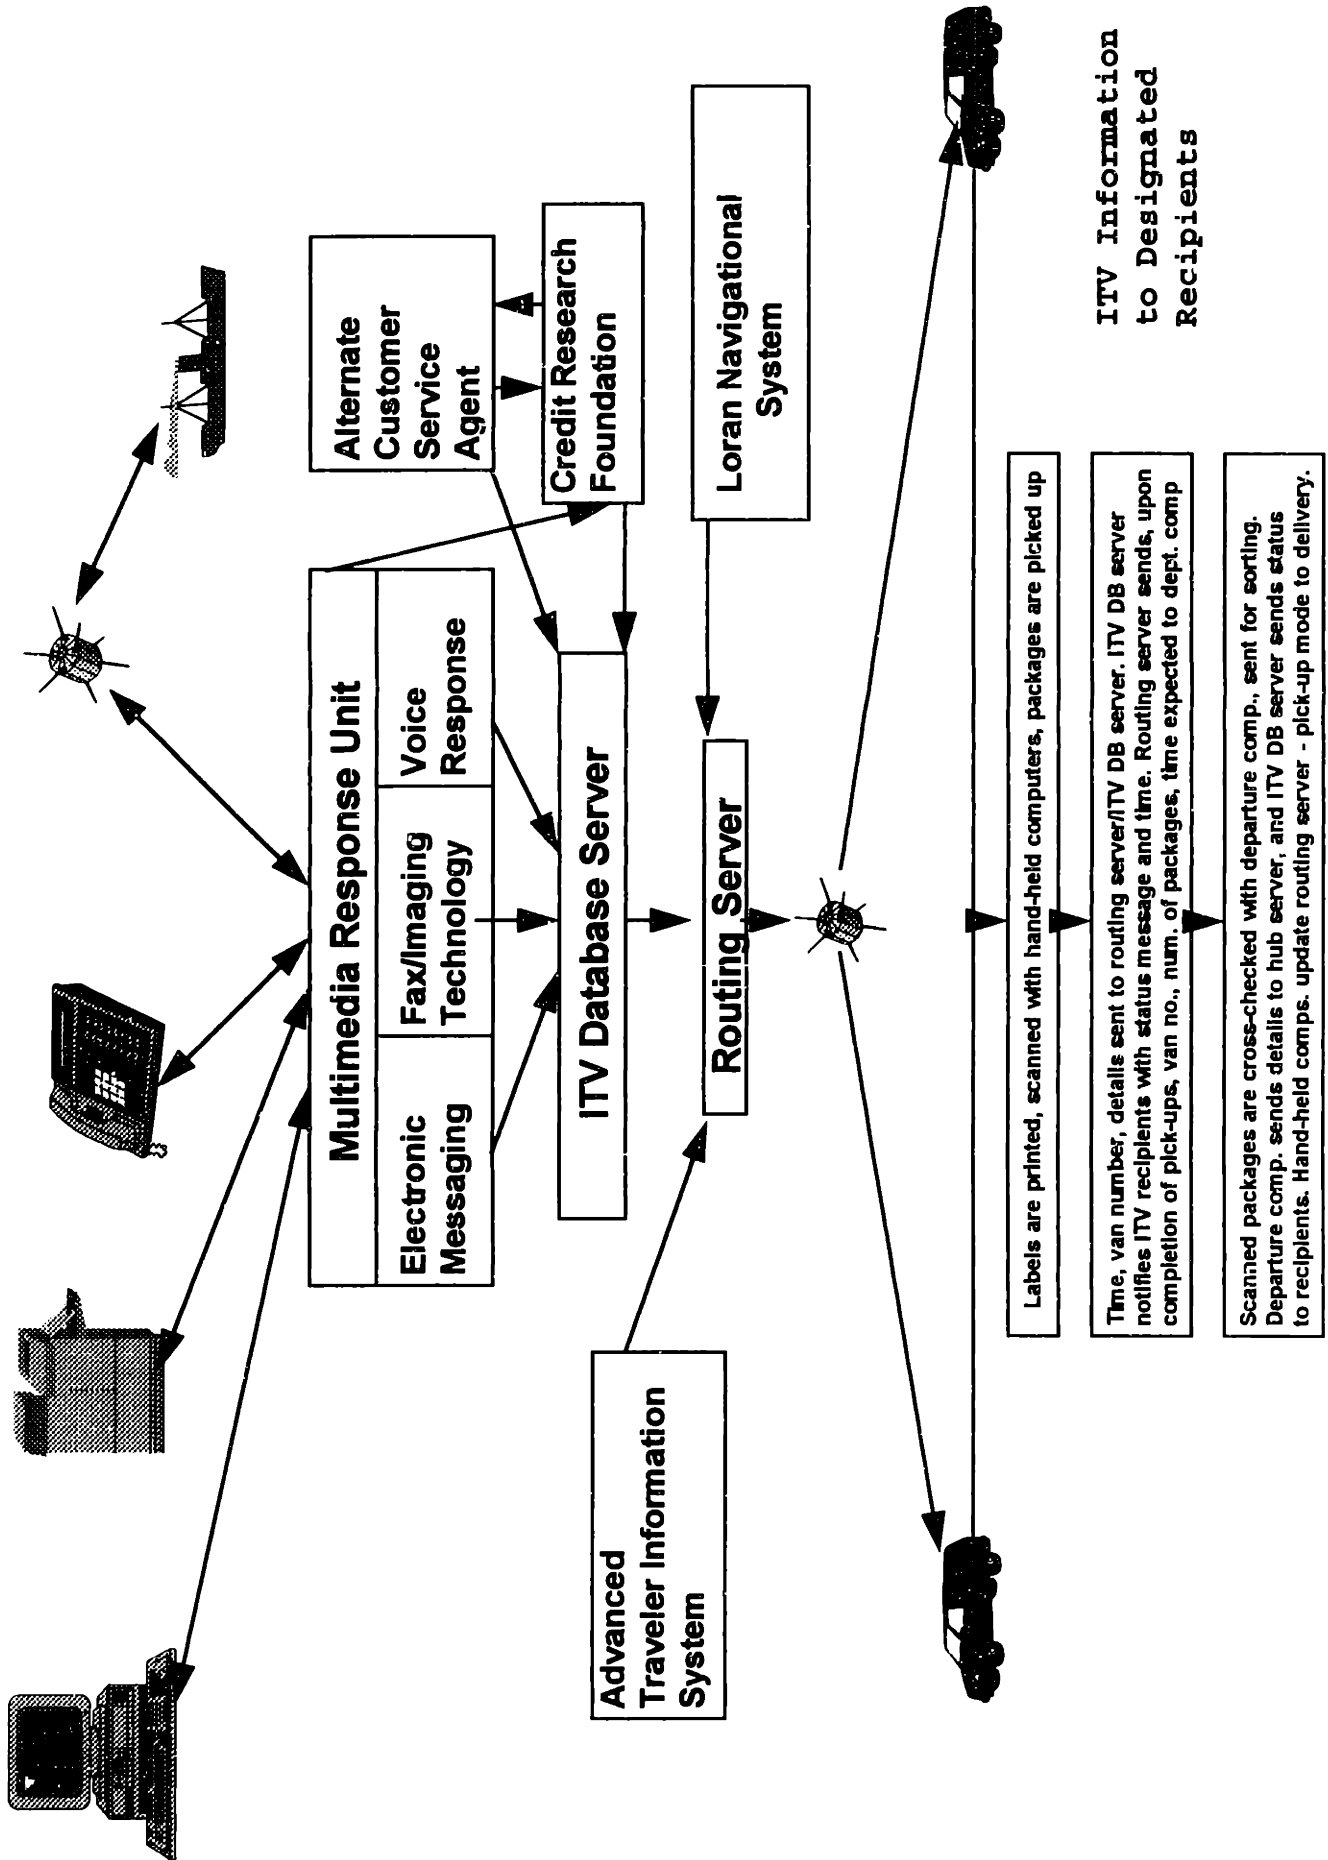 Multimedia Response Unit
Electronic
Messaging
Fax/Imaging
Technology
Voice
Response
Alternate
Customer
Service
Agent
Credit Research
Foundation
ITV Database Server
Advanced
Traveler Information
System
Routing Server
Loran Navigational
System
Labels are printed, scanned with hand-held computers, packages are picked up
Time, van number, details sent to routing server/ITV DB server. ITV DB server
notifies ITV recipients with status message and time. Routing server sends, upon
completion of pick-ups, van no., num. of packages, time expected to dept. comp
Scanned packages are cross-checked with departure comp., sent for sorting.
Departure comp. sends details to hub server, and ITV DB server sends status
to recipients. Hand-held comps. update routing server - pick-up mode to delivery.
ITV Information
to Designated
Recipients